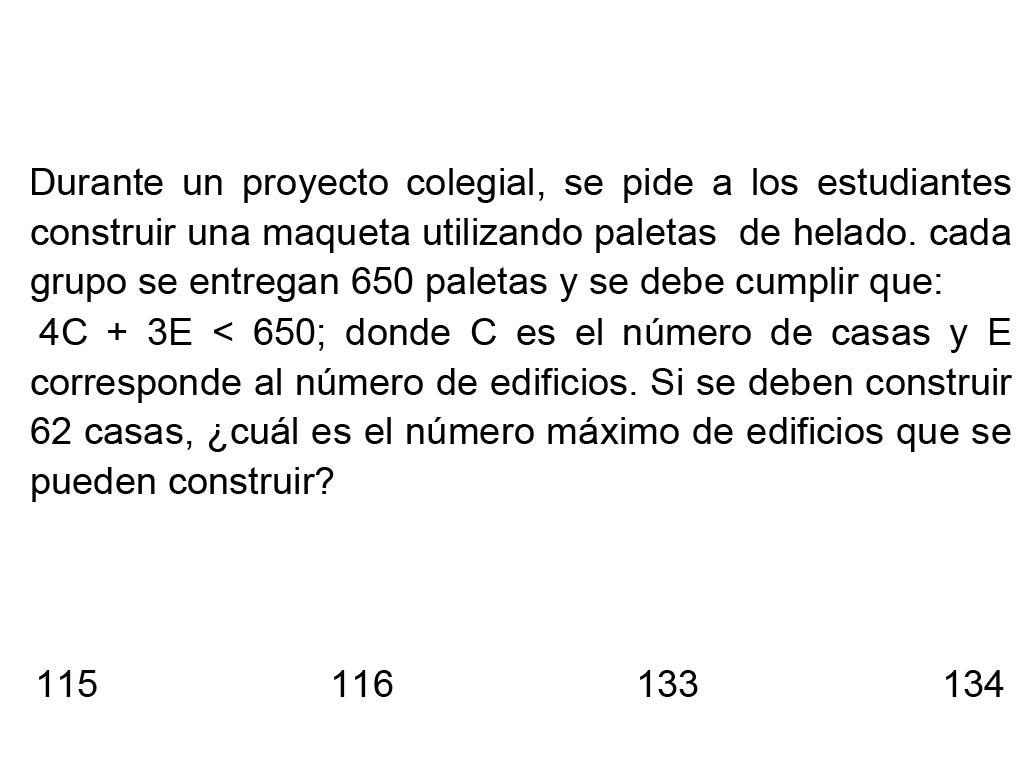 Durante un proyecto colegial, se pide a los estudiantes
construir una maqueta utilizando paletas de helado. cada
grupo se entregan 650 paletas y se debe cumplir que:
4C + 3E < 650; donde C es el número de casas y E
corresponde al número de edificios. Si se deben construir
62 casas, ¿cuál es el número máximo de edificios que se
pueden construir?
115 116 133 134